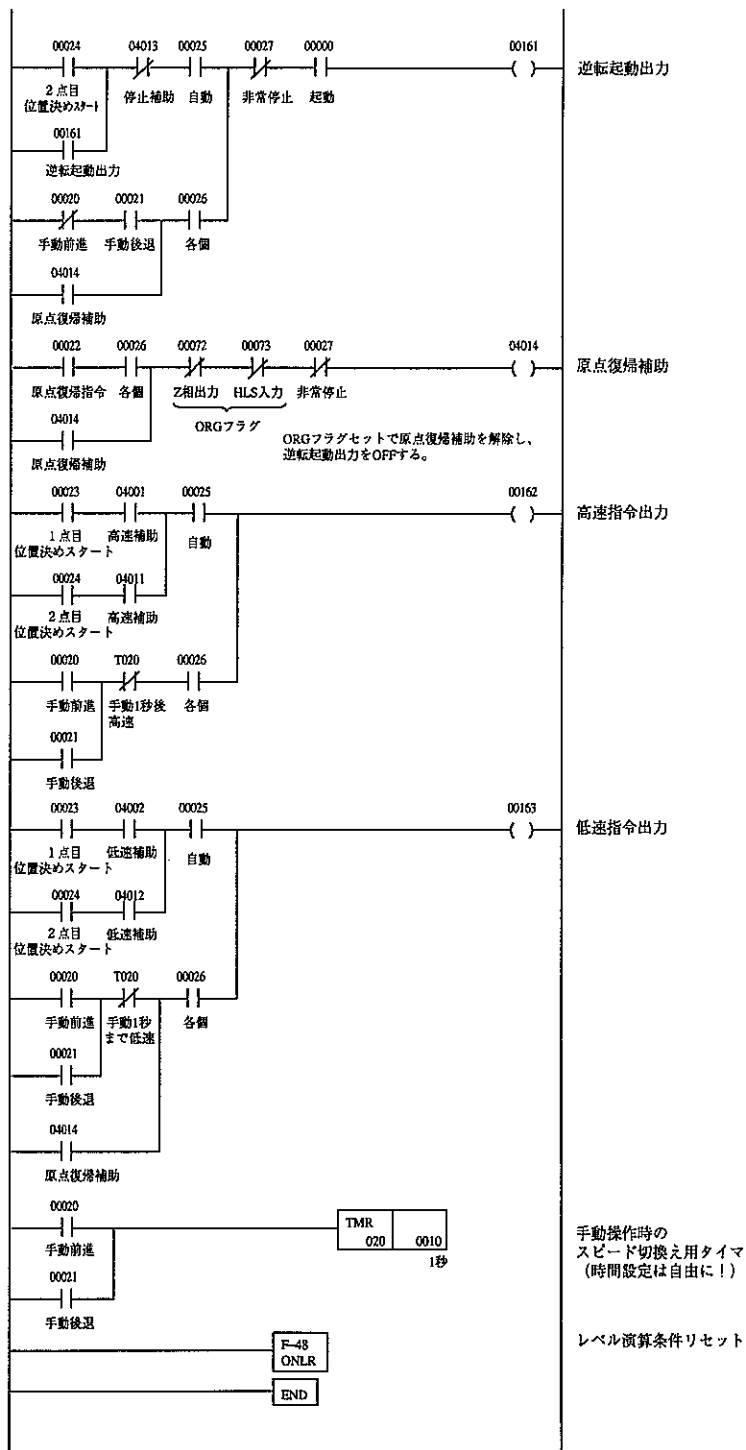 00024 04013 00025 00027 00000 00161
2点目 位置決めスタート 停止補助 自動 非常停止 起動 逆転起動出力
00161
逆転起動出力
00020 00021 00026
手動前進 手動後退 各個
04014
原点復帰補助
00022 00026 00072 00073 00027 04014
原点復帰指令 各個 Z相出力 HLS入力 非常停止 原点復帰補助
ORGフラグ
04014
原点復帰補助
ORGフラグセットで原点復帰補助を解除し、
逆転起動出力をOFFする。
00023 04001 00025 00162
1点目 高速補助 自動 高速指令出力
位置決めスタート
00024 04011
2点目 高速補助
位置決めスタート
00020 T020 00026
手動前進 手動1秒後 各個
高速
00021
手動後退
00023 04002 00025 00163
1点目 低速補助 自動 低速指令出力
位置決めスタート
00024 04012
2点目 低速補助
位置決めスタート
00020 T020 00026
手動前進 手動1秒 各個
まで低速
00021
手動後退
04014
原点復帰補助
00020
手動前進
TMR
020 0010
1秒
手動操作時の
スピード切換え用タイマ
(時間設定は自由に!)
00021
手動後退
F-48
ONLR
レベル演算条件リセット
END